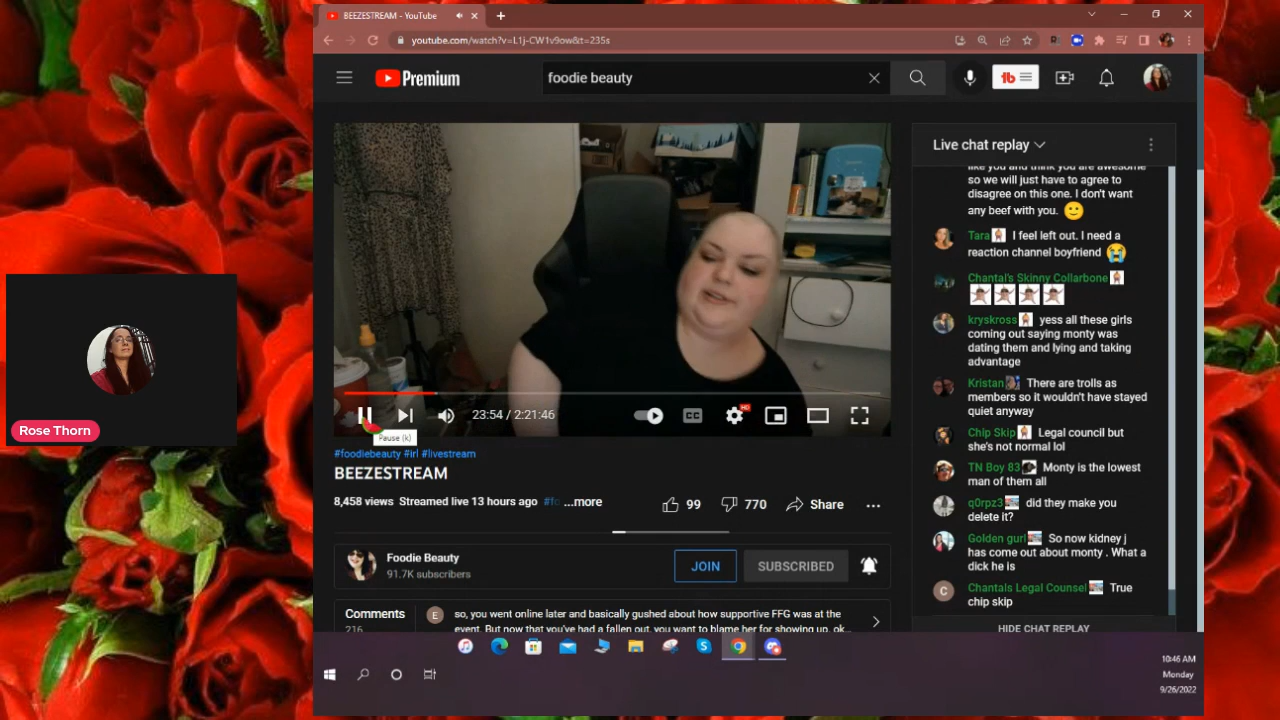 BEEZESTREAM - YouTube
youtube.com/watch?v=L1j-CW1v9ow&t=235s
Premium
foodie beauty
Live chat replay
like you and think you are awesome
so we will just have to agree to
disagree on this one. I don't want
any beef with you.
Tara I feel left out. I need a
reaction channel boyfriend
Chantal's Skinny Collarbone
kryskross yess all these girls
coming out saying monty was
dating them and lying and taking
advantage
Kristan There are trolls as
members so it wouldn't have stayed
quiet anyway
Chip Skip Legal council but
she's not normal lol
TN Boy 83 Monty is the lowest
man of them all
q0rpz3 did they make you
delete it?
Golden gurl So now kidney j
has come out about monty . What a
dick he is
C Chantals Legal Counsel True
chip skip
HIDE CHAT REPLAY
23:54 / 2:21:46
CC
HD
Pause (k)
Rose Thorn
#foodiebeauty #irl #livestream
BEEZESTREAM
8,458 views Streamed live 13 hours ago #fo ...more
99 770 Share
Foodie Beauty
91.7K subscribers
JOIN SUBSCRIBED
Comments
216
E so, you went online later and basically gushed about how supportive FFG was at the
event. But now that you've had a fallen out, you want to blame her for showing up. ok...
10:46 AM
Monday
9/26/2022